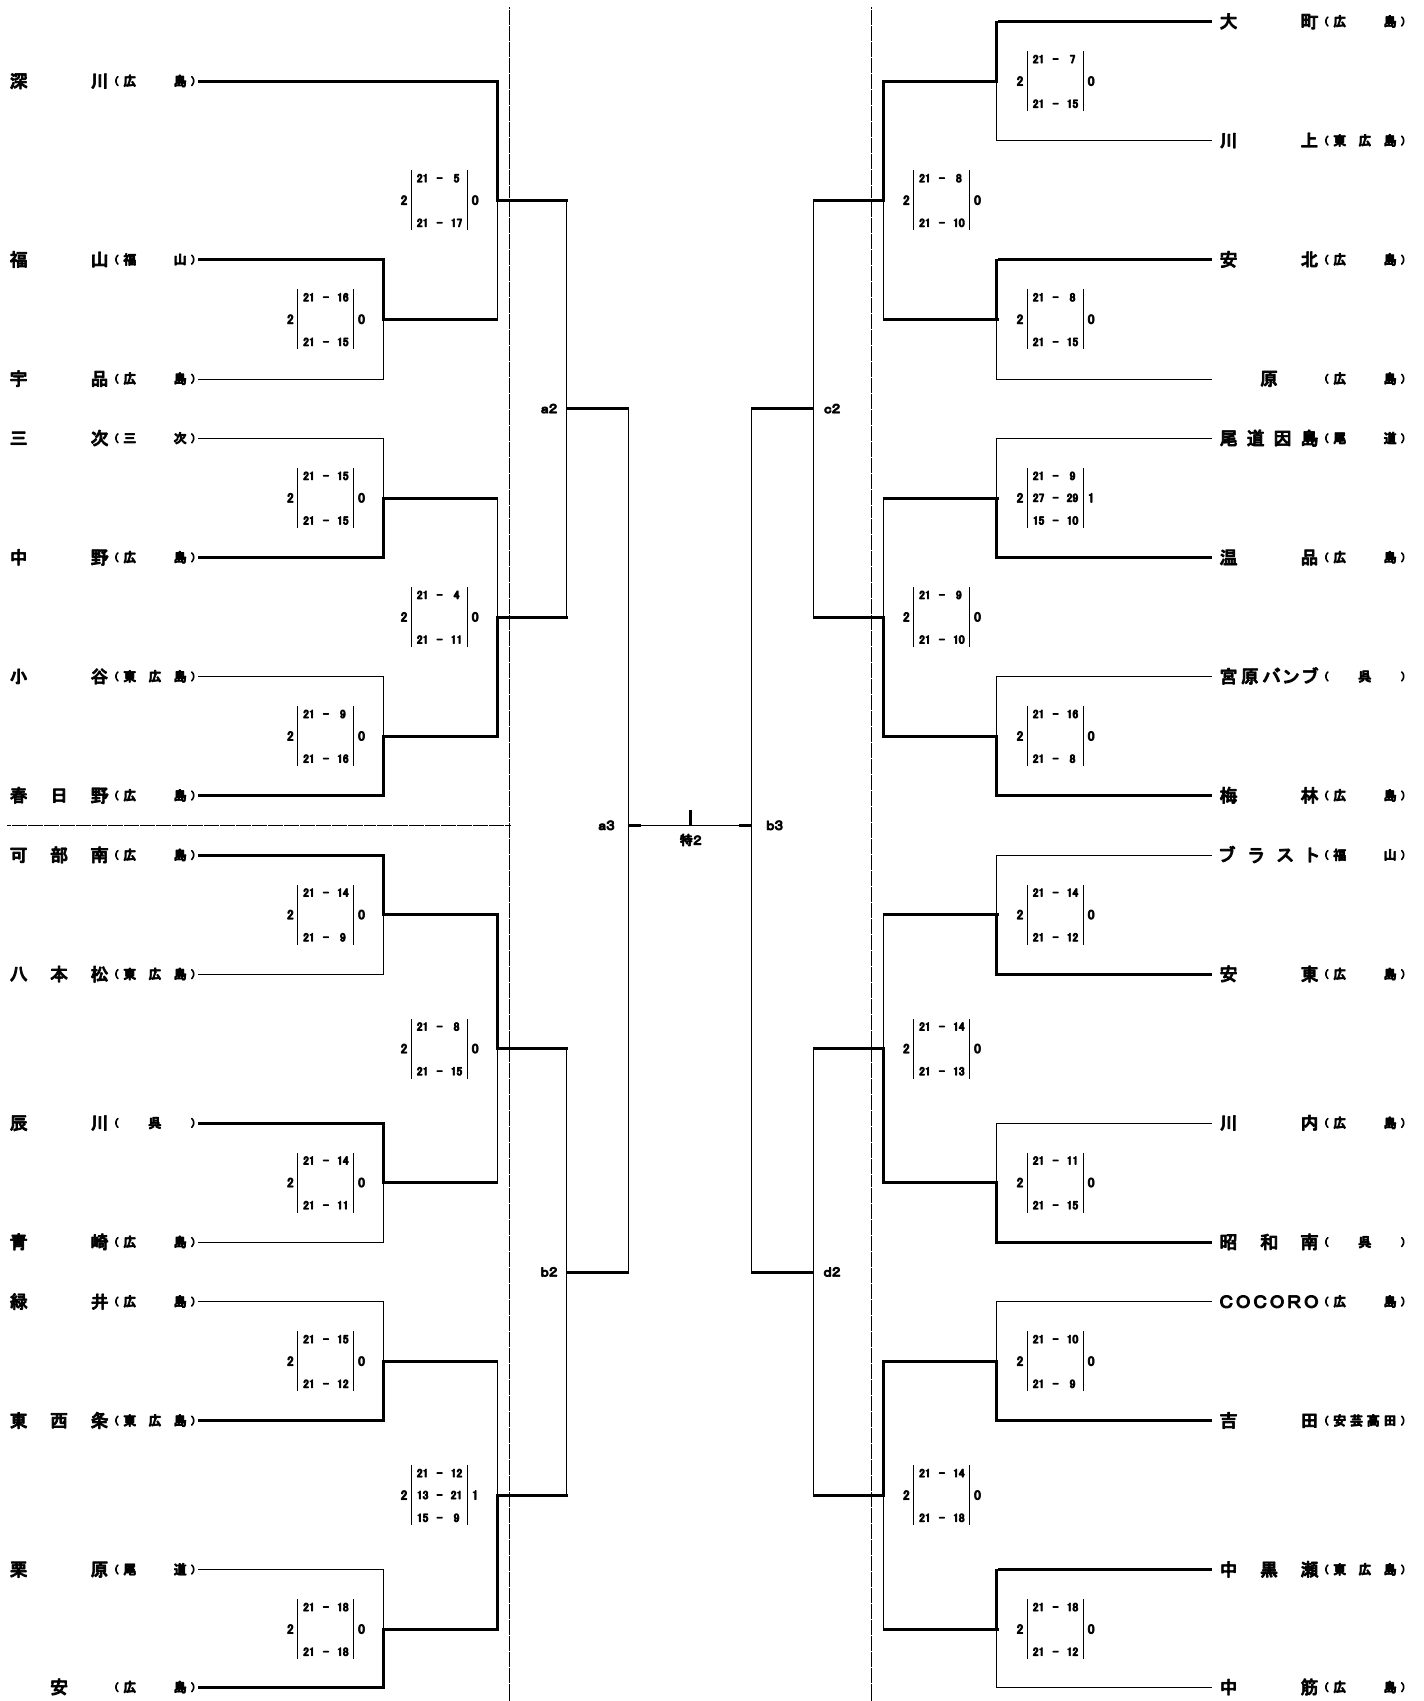 深川（広島）
21 - 5
2 0
21 - 17
福山（福山）
21 - 16
2 0
21 - 15
宇品（広島）
三次（三次）
21 - 15
2 0
21 - 15
中野（広島）
21 - 4
2 0
21 - 11
小谷（東広島）
21 - 9
2 0
21 - 16
春日野（広島）
可部南（広島）
21 - 14
2 0
21 - 9
八本松（東広島）
21 - 8
2 0
21 - 15
辰川（呉）
21 - 14
2 0
21 - 11
青崎（広島）
緑井（広島）
21 - 15
2 0
21 - 12
東西条（東広島）
21 - 12
2 13 - 21 1
15 - 9
栗原（尾道）
21 - 18
2 0
21 - 18
安（広島）
a2
b2
a3
特2
b3
c2
d2
大町（広島）
21 - 7
2 0
21 - 15
川上（東広島）
21 - 8
2 0
21 - 10
安北（広島）
21 - 8
2 0
21 - 15
原（広島）
尾道因島（尾道）
21 - 9
2 27 - 29 1
15 - 10
温品（広島）
21 - 9
2 0
21 - 10
宮原バンブ（呉）
21 - 16
2 0
21 - 8
梅林（広島）
ブラスト（福山）
21 - 14
2 0
21 - 12
安東（広島）
21 - 14
2 0
21 - 13
川内（広島）
21 - 11
2 0
21 - 15
昭和南（呉）
COCORO（広島）
21 - 10
2 0
21 - 9
吉田（安芸高田）
21 - 14
2 0
21 - 18
中黒瀬（東広島）
21 - 18
2 0
21 - 12
中筋（広島）